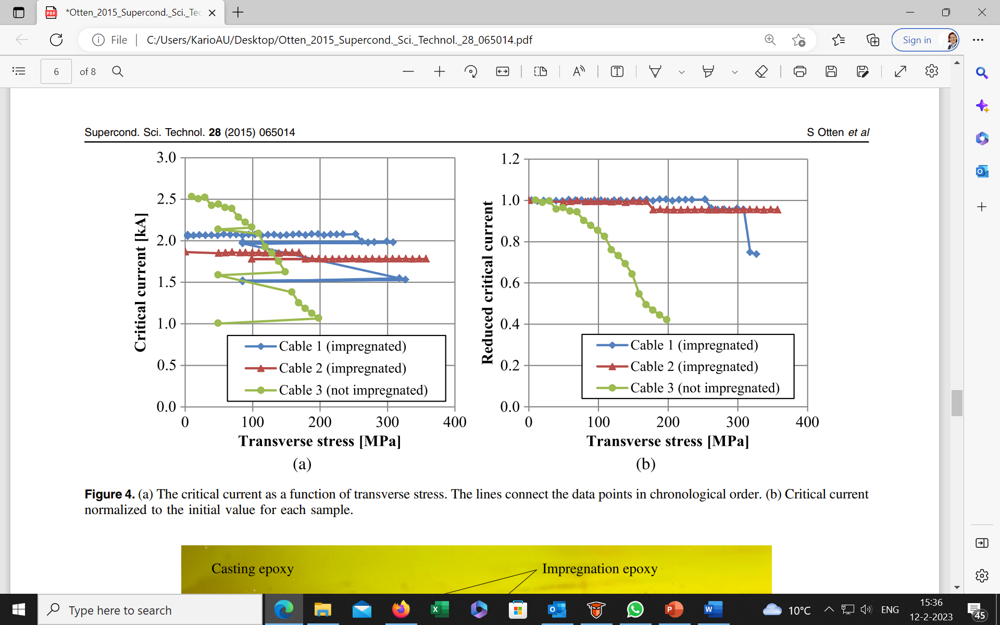 *Otten_2015_Supercond._Sci._Tec
File
C:/Users/KarioAU/Desktop/Otten_2015_Supercond._Sci._Technol._28_065014.pdf
Sign in
6 of 8
Supercond. Sci. Technol. 28 (2015) 065014
S Otten et al
3.0
2.5
2.0
1.5
1.0
0.5
0.0
Critical current [kA]
0 100 200 300 400
Transverse stress [MPa]
Cable 1 (impregnated)
Cable 2 (impregnated)
Cable 3 (not impregnated)
(a)
1.2
1.0
0.8
0.6
0.4
0.2
0.0
Reduced critical current
0 100 200 300 400
Transverse stress [MPa]
Cable 1 (impregnated)
Cable 2 (impregnated)
Cable 3 (not impregnated)
(b)
Figure 4. (a) The critical current as a function of transverse stress. The lines connect the data points in chronological order. (b) Critical current
normalized to the initial value for each sample.
Casting epoxy
Impregnation epoxy
Type here to search
10°C
ENG
15:36
12-2-2023
45